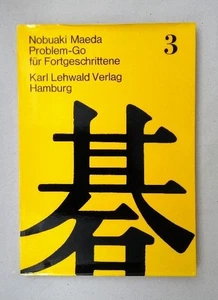 Nobuaki Maeda
Problem-Go
für Fortgeschrittene
3
Karl Lehwald Verlag
Hamburg
碁